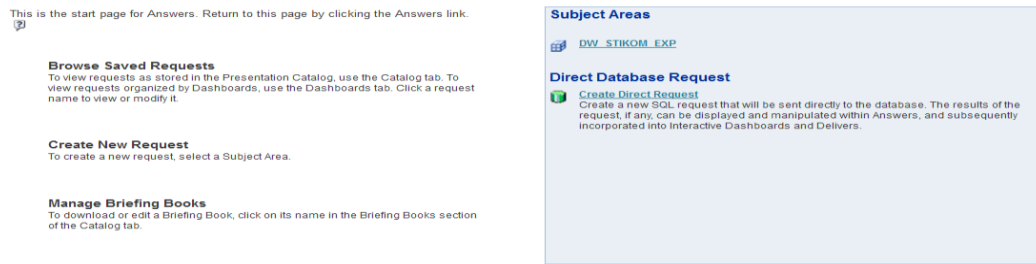 This is the start page for Answers. Return to this page by clicking the Answers link.
Browse Saved Requests
To view requests as stored in the Presentation Catalog, use the Catalog tab. To
view requests organized by Dashboards, use the Dashboards tab. Click a request
name to view or modify it.
Create New Request
To create a new request, select a Subject Area.
Manage Briefing Books
To download or edit a Briefing Book, click on its name in the Briefing Books section
of the Catalog tab.
Subject Areas
DW_STIKOM_EXP
Direct Database Request
Create Direct Request
Create a new SQL request that will be sent directly to the database. The results of the
request, if any, can be displayed and manipulated within Answers, and subsequently
incorporated into Interactive Dashboards and Delivers.